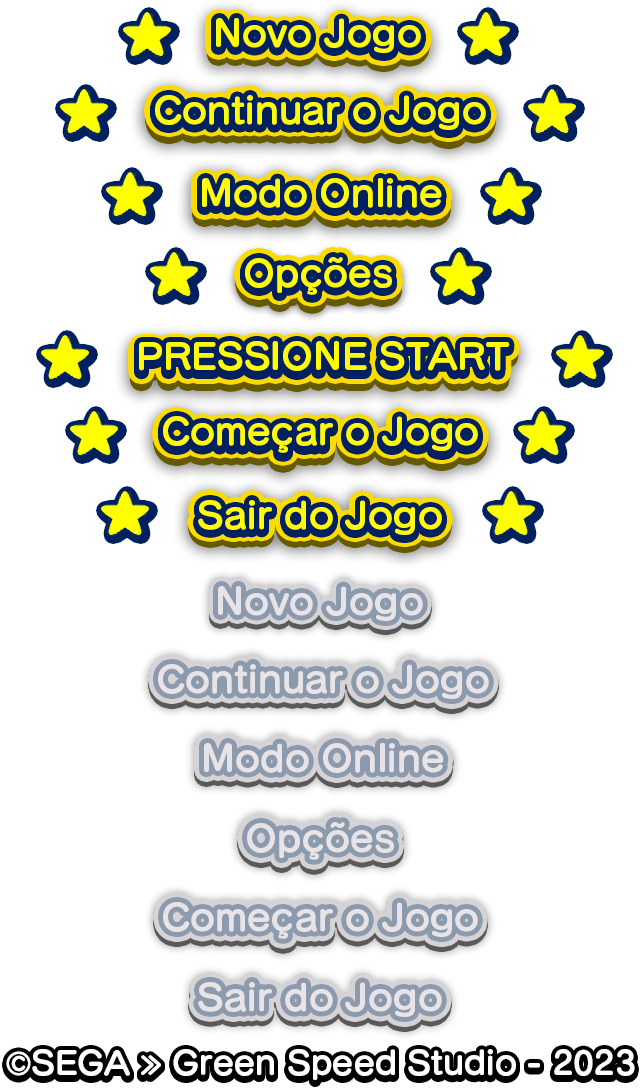 Novo Jogo
Continuar o Jogo
Modo Online
Opções
PRESSIONE START
Começar o Jogo
Sair do Jogo
Novo Jogo
Continuar o Jogo
Modo Online
Opções
Começar o Jogo
Sair do Jogo
©SEGA » Green Speed Studio - 2023